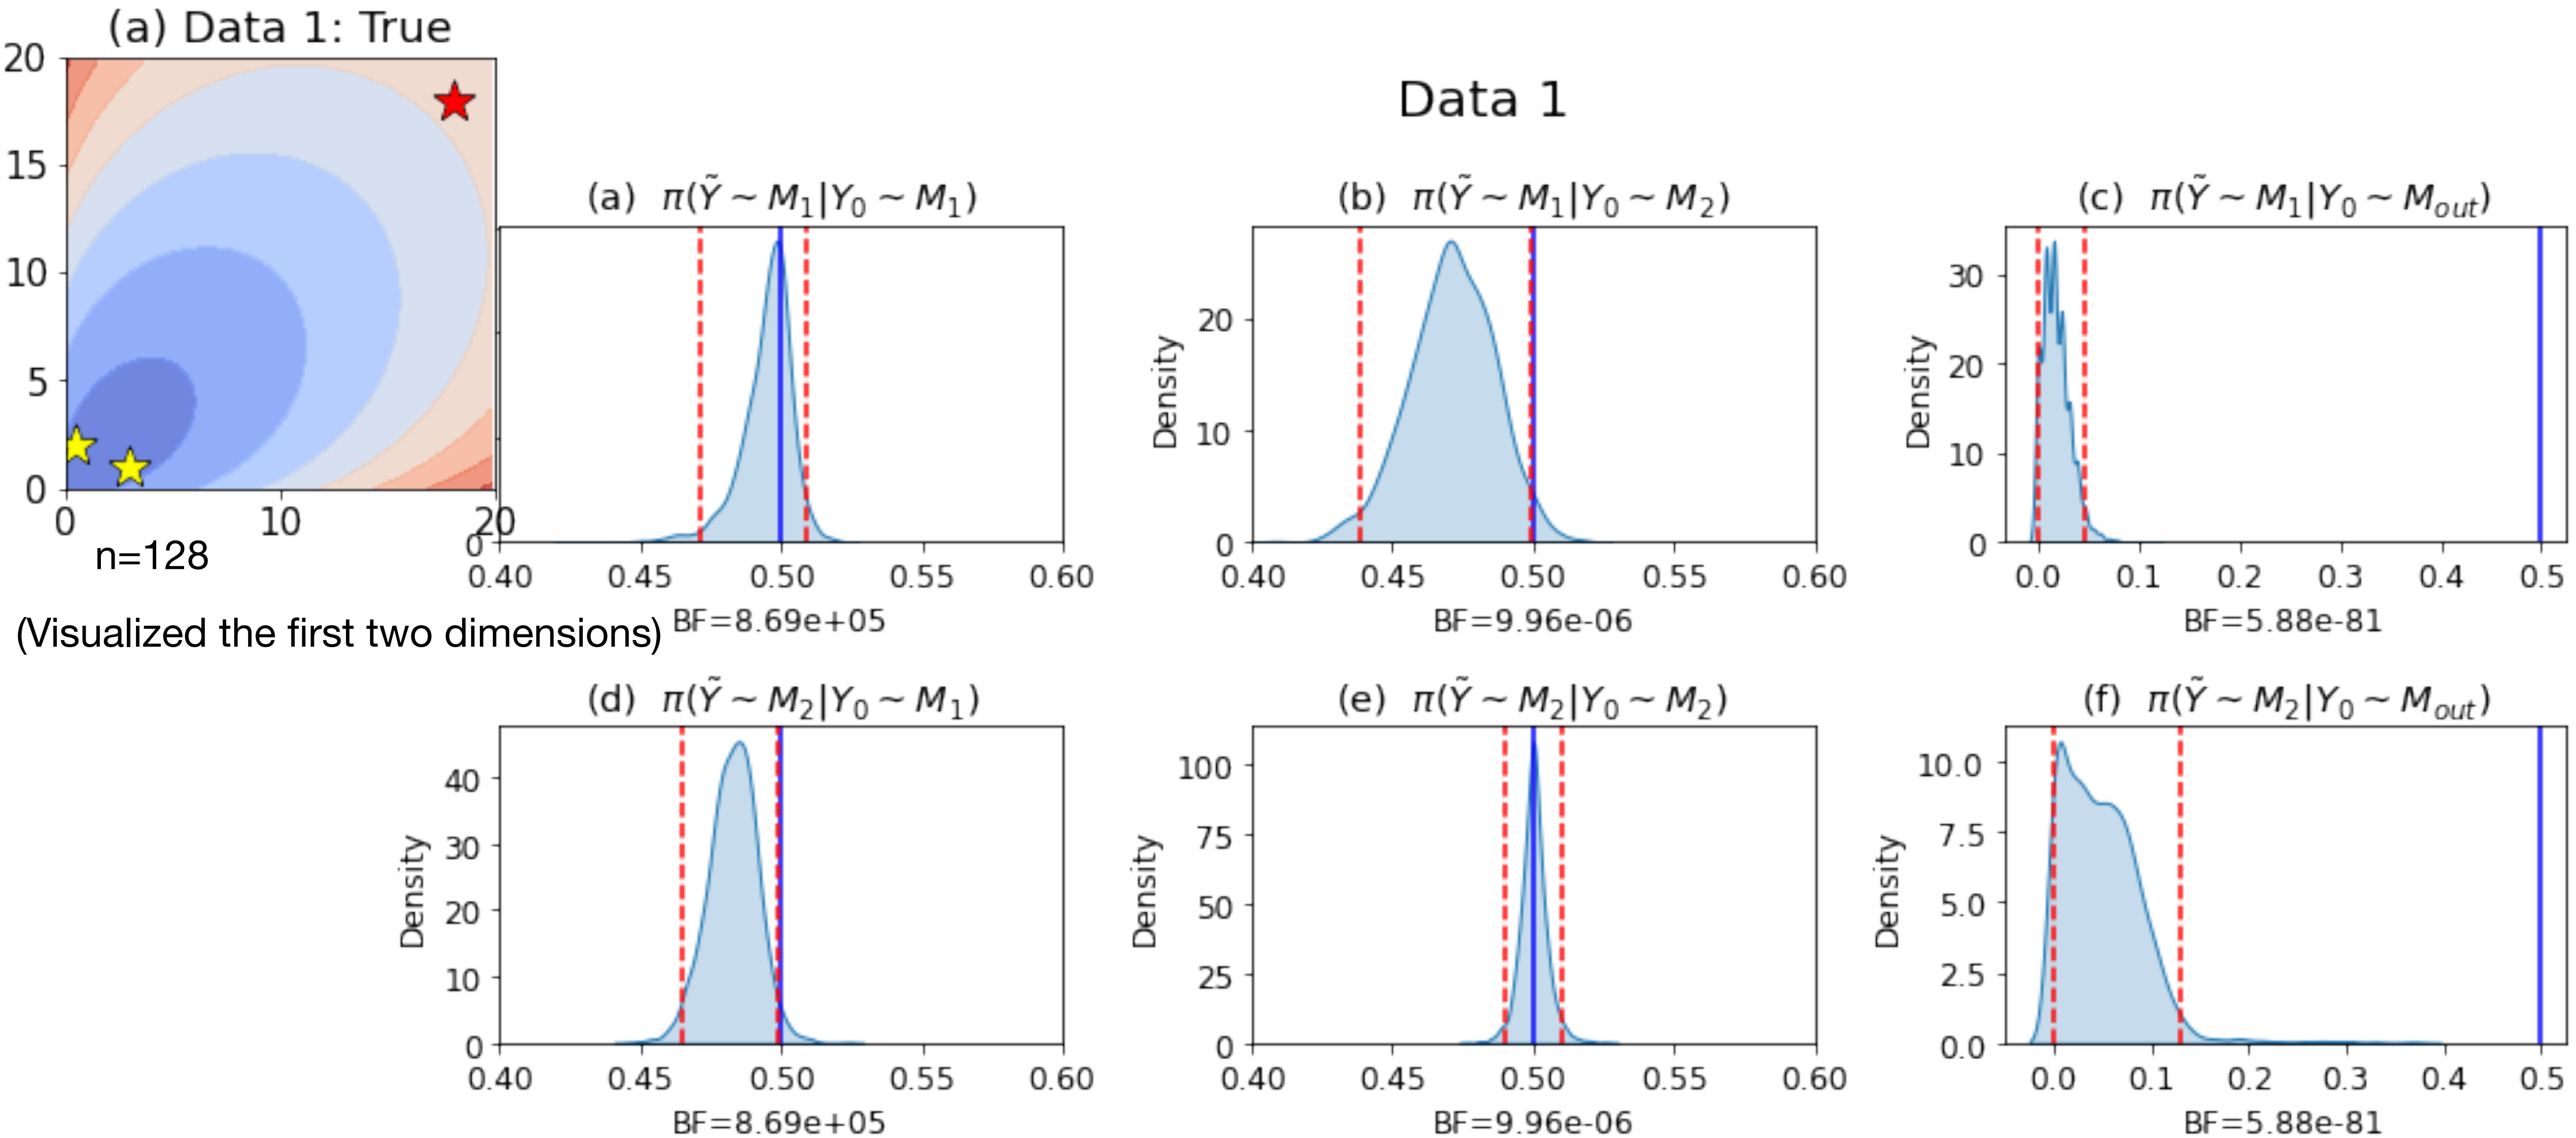 (a) Data 1: True
20
15
10
5
0
0 10 20
n=128
(Visualized the first two dimensions)
Data 1
(a) π(Ỹ ~ M₁|Y₀ ~ M₁)
0
0.40 0.45 0.50 0.55 0.60
BF=8.69e+05
(b) π(Ỹ ~ M₁|Y₀ ~ M₂)
Density
20
10
0
0.40 0.45 0.50 0.55 0.60
BF=9.96e-06
(c) π(Ỹ ~ M₁|Y₀ ~ M_out)
Density
30
20
10
0
0.0 0.1 0.2 0.3 0.4 0.5
BF=5.88e-81
(d) π(Ỹ ~ M₂|Y₀ ~ M₁)
Density
40
30
20
10
0
0.40 0.45 0.50 0.55 0.60
BF=8.69e+05
(e) π(Ỹ ~ M₂|Y₀ ~ M₂)
Density
100
75
50
25
0
0.40 0.45 0.50 0.55 0.60
BF=9.96e-06
(f) π(Ỹ ~ M₂|Y₀ ~ M_out)
Density
10.0
7.5
5.0
2.5
0.0
0.0 0.1 0.2 0.3 0.4 0.5
BF=5.88e-81